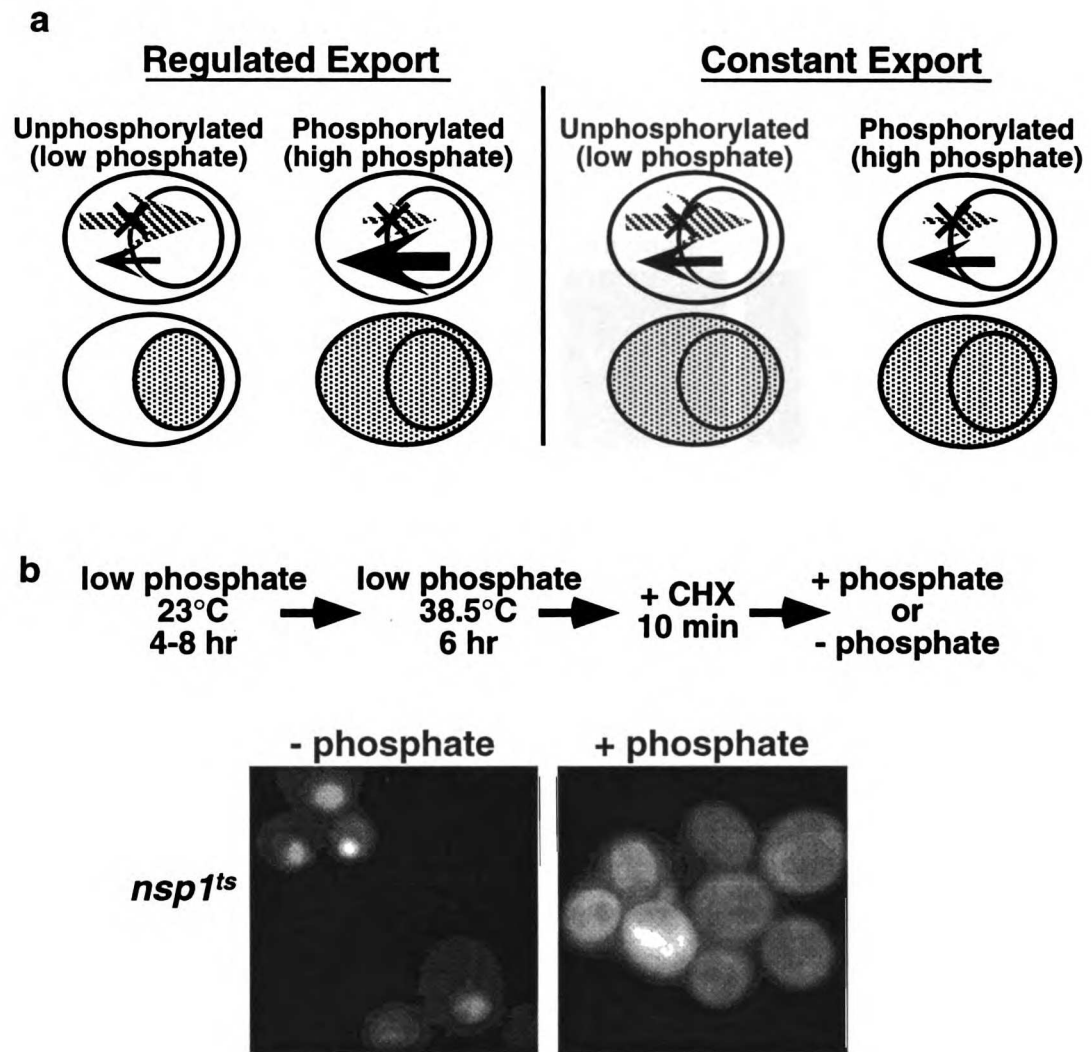 a
Regulated Export
Constant Export
Unphosphorylated
(low phosphate)
Phosphorylated
(high phosphate)
Unphosphorylated
(low phosphate)
Phosphorylated
(high phosphate)
b
low phosphate
23°C
4-8 hr
low phosphate
38.5°C
6 hr
+ CHX
10 min
+ phosphate
or
- phosphate
- phosphate
+ phosphate
nsp1ts